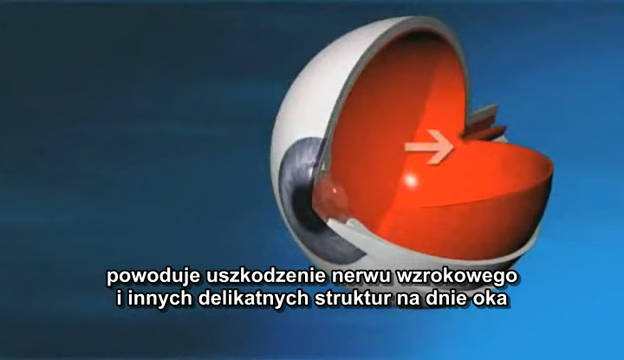 powoduje uszkodzenie nerwu wzrokowego
i innych delikatnych struktur na dnie oka